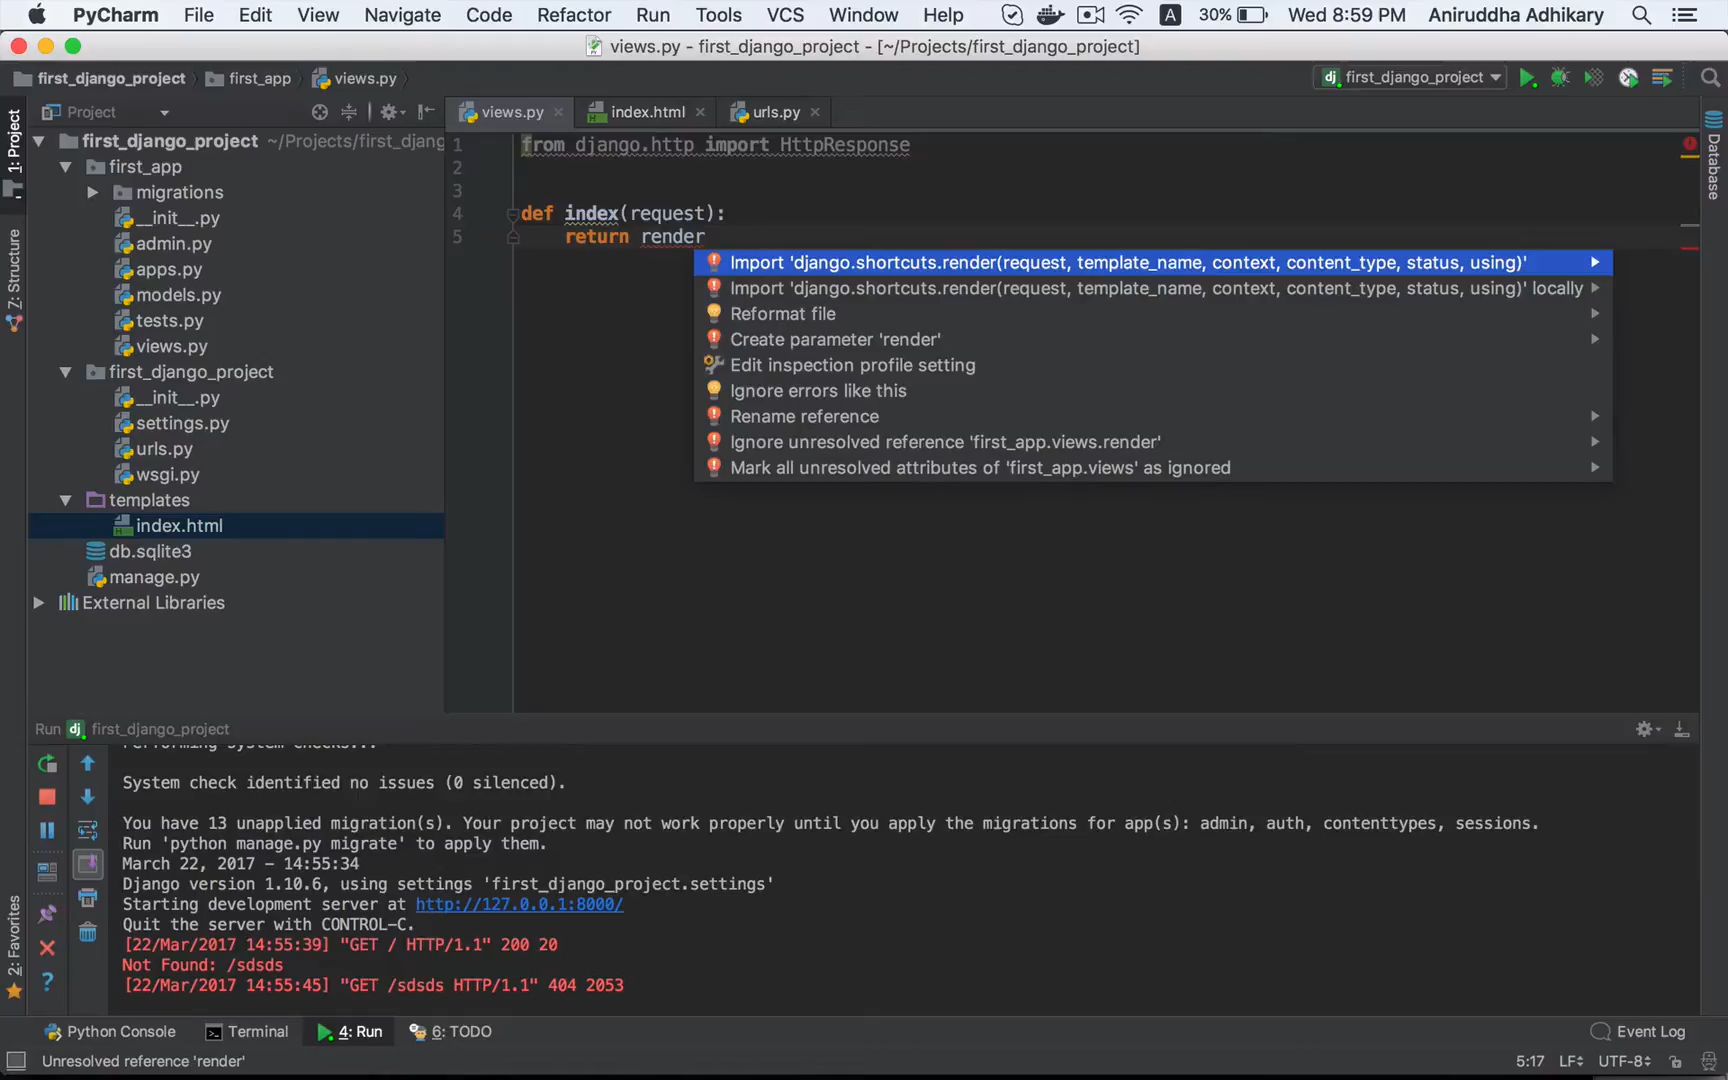 PyCharm File Edit View Navigate Code Refactor Run Tools VCS Window Help A 30% Wed 8:59 PM Aniruddha Adhikary
views.py - first_django_project - [~/Projects/first_django_project]
first_django_project first_app views.py dj first_django_project
Project views.py index.html urls.py
1: Project
Z: Structure
2: Favorites
Database
first_django_project ~/Projects/first_djang
first_app
migrations
__init__.py
admin.py
apps.py
models.py
tests.py
views.py
first_django_project
__init__.py
settings.py
urls.py
wsgi.py
templates
index.html
db.sqlite3
manage.py
External Libraries
1 from django.http import HttpResponse
2
3
4 def index(request):
5 return render
Import 'django.shortcuts.render(request, template_name, context, content_type, status, using)'
Import 'django.shortcuts.render(request, template_name, context, content_type, status, using)' locally
Reformat file
Create parameter 'render'
Edit inspection profile setting
Ignore errors like this
Rename reference
Ignore unresolved reference 'first_app.views.render'
Mark all unresolved attributes of 'first_app.views' as ignored
Run dj first_django_project
Performing system checks...
System check identified no issues (0 silenced).
You have 13 unapplied migration(s). Your project may not work properly until you apply the migrations for app(s): admin, auth, contenttypes, sessions.
Run 'python manage.py migrate' to apply them.
March 22, 2017 - 14:55:34
Django version 1.10.6, using settings 'first_django_project.settings'
Starting development server at http://127.0.0.1:8000/
Quit the server with CONTROL-C.
[22/Mar/2017 14:55:39] "GET / HTTP/1.1" 200 20
Not Found: /sdsds
[22/Mar/2017 14:55:45] "GET /sdsds HTTP/1.1" 404 2053
Python Console Terminal 4: Run 6: TODO Event Log
Unresolved reference 'render' 5:17 LF UTF-8